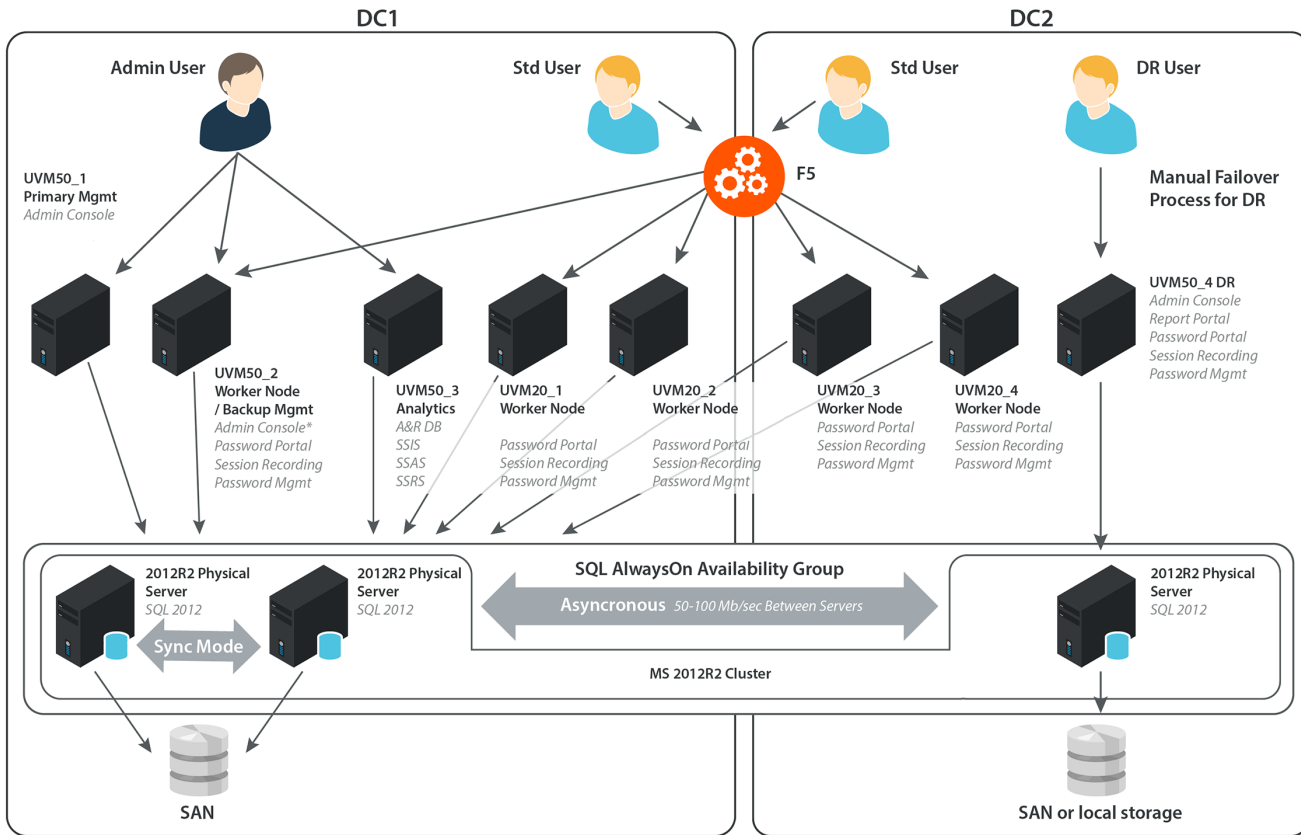 DC1
DC2
Admin User
Std User
Std User
DR User
F5
UVM50_1
Primary Mgmt
Admin Console
Manual Failover
Process for DR
UVM50_4 DR
Admin Console
Report Portal
Password Portal
Session Recording
Password Mgmt
UVM50_2
Worker Node
/ Backup Mgmt
Admin Console*
Password Portal
Session Recording
Password Mgmt
UVM50_3
Analytics
A&R DB
SSIS
SSAS
SSRS
UVM20_1
Worker Node
Password Portal
Session Recording
Password Mgmt
UVM20_2
Worker Node
Password Portal
Session Recording
Password Mgmt
UVM20_3
Worker Node
Password Portal
Session Recording
Password Mgmt
UVM20_4
Worker Node
Password Portal
Session Recording
Password Mgmt
2012R2 Physical
Server
SQL 2012
Sync Mode
2012R2 Physical
Server
SQL 2012
SQL AlwaysOn Availability Group
Asyncronous 50-100 Mb/sec Between Servers
MS 2012R2 Cluster
2012R2 Physical
Server
SQL 2012
SAN
SAN or local storage